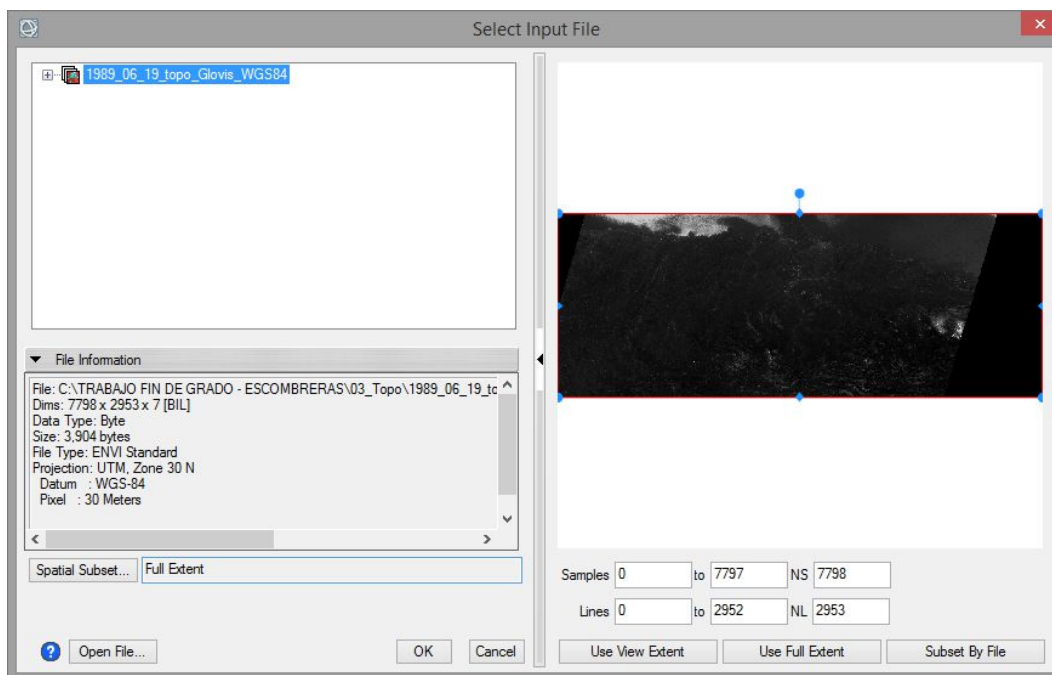 Select Input File
1989_06_19_topo_Glovis_WGS84
File Information
File: C:\TRABAJO FIN DE GRADO - ESCOMBRERAS\03_Topo\1989_06_19_tc
Dims: 7798 x 2953 x 7 [BIL]
Data Type: Byte
Size: 3,904 bytes
File Type: ENVI Standard
Projection: UTM, Zone 30 N
Datum : WGS-84
Pixel : 30 Meters
Spatial Subset... Full Extent
Samples 0 to 7797 NS 7798
Lines 0 to 2952 NL 2953
? Open File... OK Cancel
Use View Extent Use Full Extent Subset By File